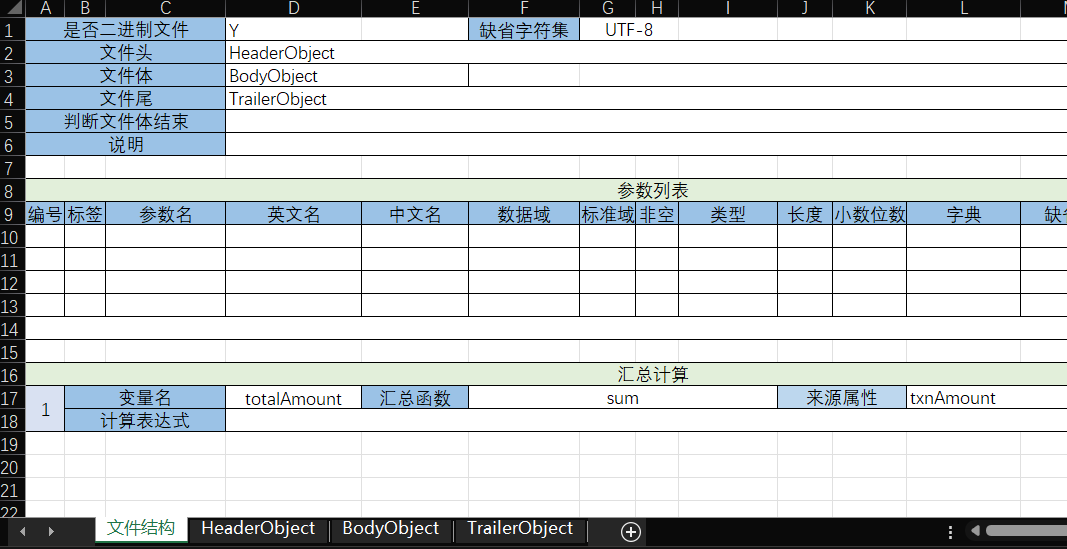 A B C D E F G H I J K L
1 是否二进制文件 Y 缺省字符集 UTF-8
2 文件头 HeaderObject
3 文件体 BodyObject
4 文件尾 TrailerObject
5 判断文件体结束
6 说明
7
8 参数列表
9 编号 标签 参数名 英文名 中文名 数据域 标准域 非空 类型 长度 小数位数 字典 缺
10
11
12
13
14
15
16 汇总计算
17 1 变量名 totalAmount 汇总函数 sum 来源属性 txnAmount
18 计算表达式
19
20
21
22
文件结构 HeaderObject BodyObject TrailerObject